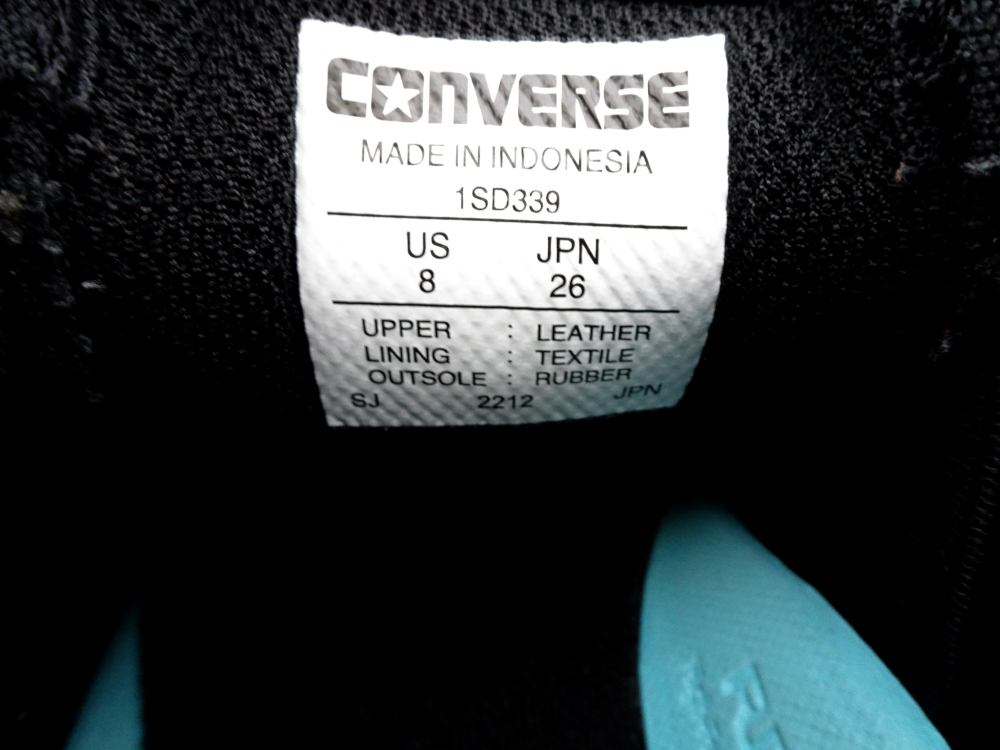 CONVERSE
MADE IN INDONESIA
1SD339
US JPN
8 26
UPPER : LEATHER
LINING : TEXTILE
OUTSOLE : RUBBER
SJ 2212 JPN